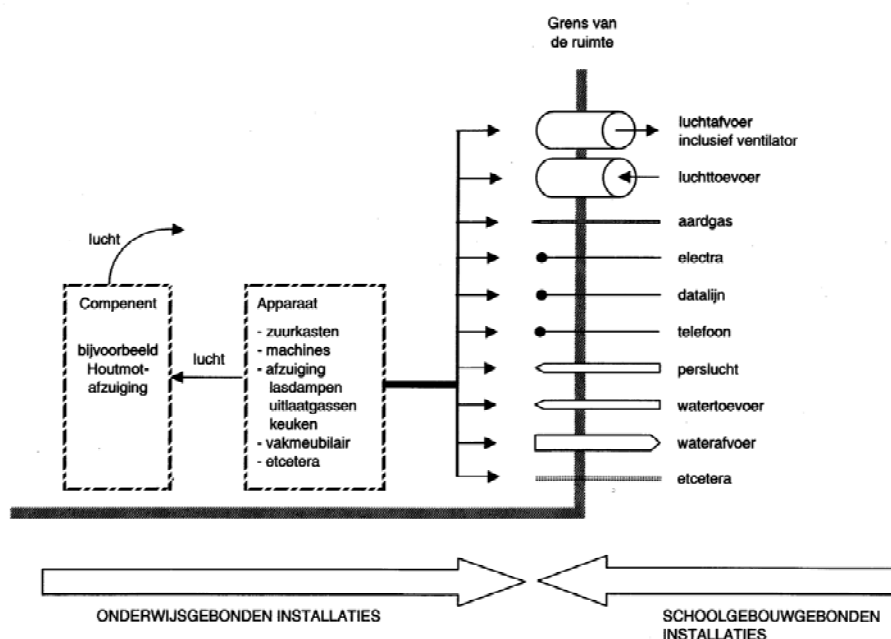 Grens van
de ruimte
luchtafvoer
inclusief ventilator
luchttoevoer
aardgas
electra
datalijn
telefoon
perslucht
watertoevoer
waterafvoer
etcetera
lucht
Compenent
bijvoorbeeld
Houtmot-
afzuiging
lucht
Apparaat
- zuurkasten
- machines
- afzuiging
lasdampen
uitlaatgassen
keuken
- vakmeubilair
- etcetera
ONDERWIJSGEBONDEN INSTALLATIES
SCHOOLGEBOUWGEBONDEN
INSTALLATIES